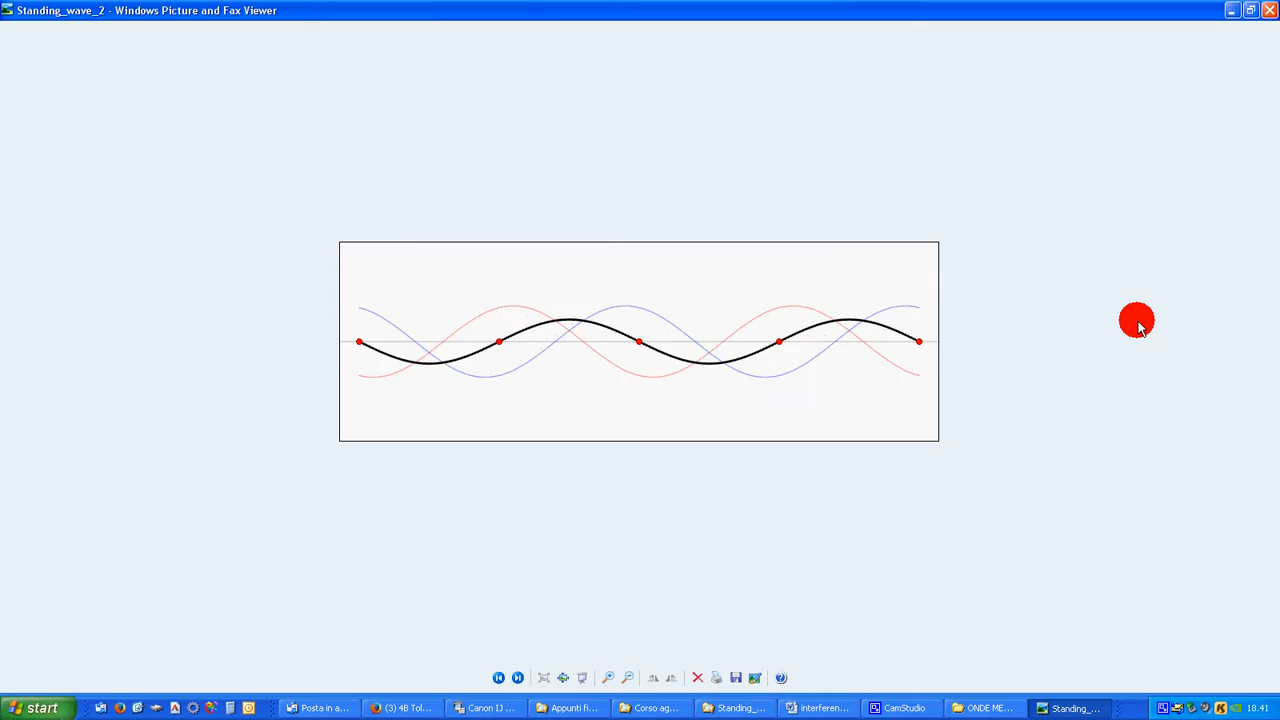 Standing_wave_2 - Windows Picture and Fax Viewer
start
Posta in a...
(3) 4B Tol...
Canon IJ ...
Appunti fi...
Corso ag...
Standing_...
interferen...
CamStudio
ONDE ME...
Standing_...
18.41